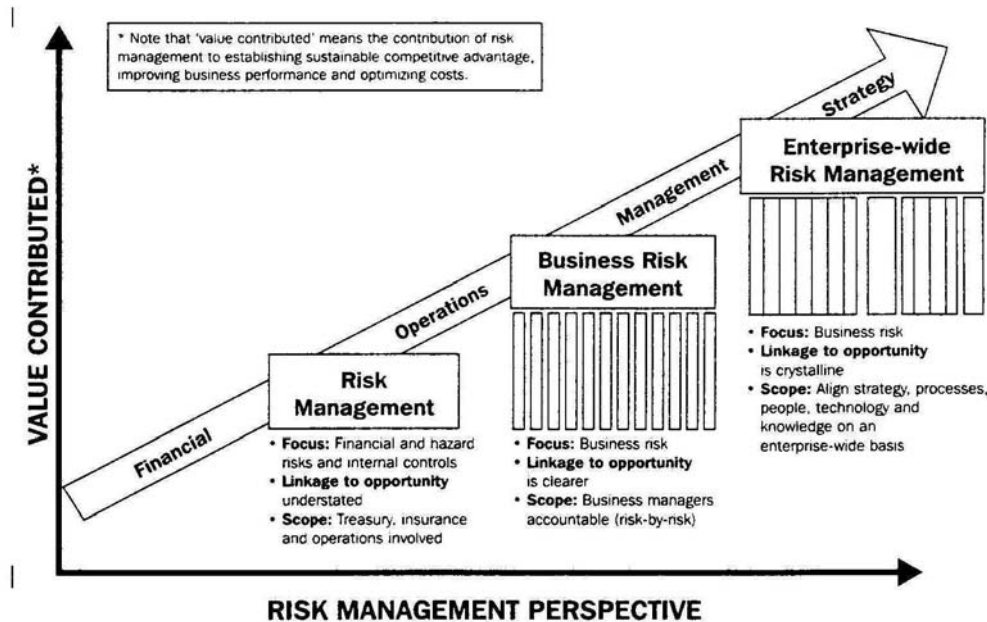 * Note that 'value contributed' means the contribution of risk
management to establishing sustainable competitive advantage,
improving business performance and optimizing costs.
VALUE CONTRIBUTED*
Financial
Operations
Management
Strategy
Risk
Management
• Focus: Financial and hazard
risks and internal controls
• Linkage to opportunity
understated
• Scope: Treasury, insurance
and operations involved
Business Risk
Management
• Focus: Business risk
• Linkage to opportunity
is clearer
• Scope: Business managers
accountable (risk-by-risk)
Enterprise-wide
Risk Management
• Focus: Business risk
• Linkage to opportunity
is crystalline
• Scope: Align strategy, processes,
people, technology and
knowledge on an
enterprise-wide basis
RISK MANAGEMENT PERSPECTIVE